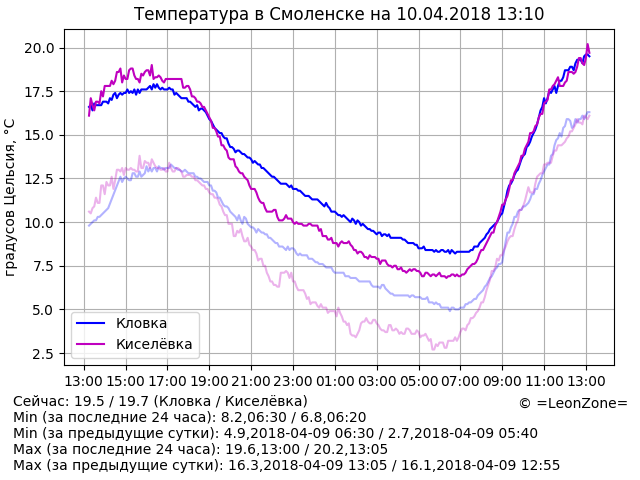 Температура в Смоленске на 10.04.2018 13:10
градусов Цельсия, °C
20.0
17.5
15.0
12.5
10.0
7.5
5.0
2.5
Кловка
Киселёвка
13:00 15:00 17:00 19:00 21:00 23:00 01:00 03:00 05:00 07:00 09:00 11:00 13:00
Сейчас: 19.5 / 19.7 (Кловка / Киселёвка)
© =LeonZone=
Min (за последние 24 часа): 8.2,06:30 / 6.8,06:20
Min (за предыдущие сутки): 4.9,2018-04-09 06:30 / 2.7,2018-04-09 05:40
Max (за последние 24 часа): 19.6,13:00 / 20.2,13:05
Max (за предыдущие сутки): 16.3,2018-04-09 13:05 / 16.1,2018-04-09 12:55